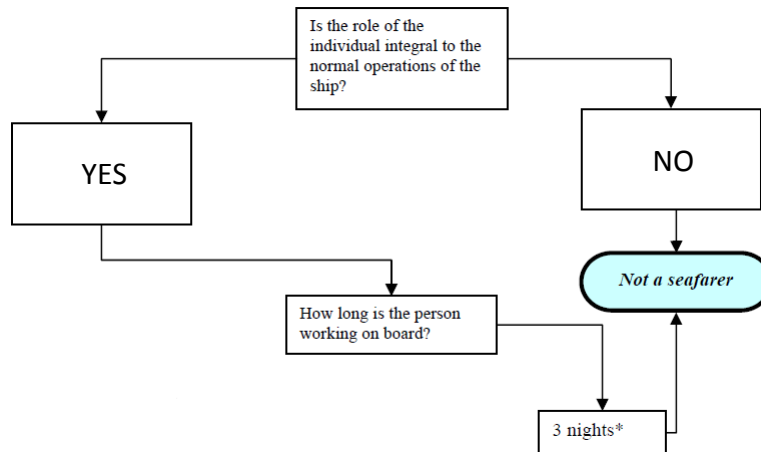 Is the role of the
individual integral to the
normal operations of the
ship?
YES
NO
Not a seafarer
How long is the person
working on board?
3 nights*